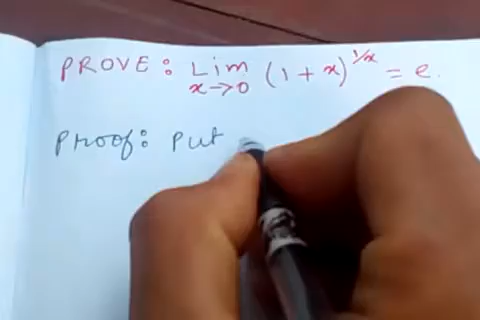 PROVE: Lim x→0 (1 + x)^1/x = e.
Proof: Put